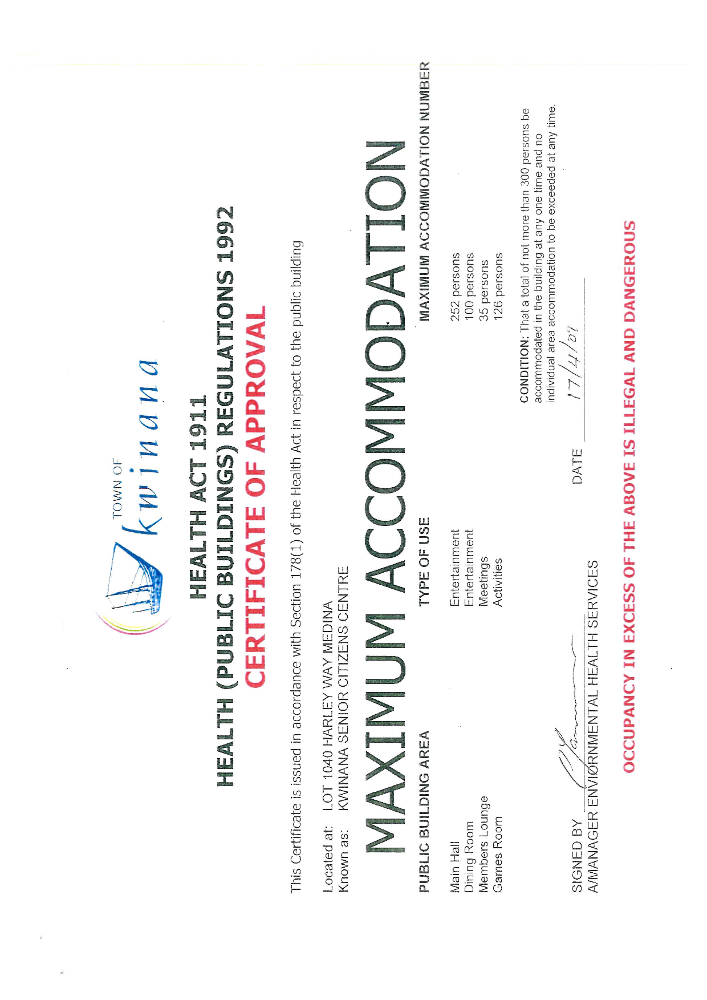 TOWN OF
kwinana
HEALTH ACT 1911
HEALTH (PUBLIC BUILDINGS) REGULATIONS 1992
CERTIFICATE OF APPROVAL
This Certificate is issued in accordance with Section 178(1) of the Health Act in respect to the public building
Located at: LOT 1040 HARLEY WAY MEDINA
Known as: KWINANA SENIOR CITIZENS CENTRE
MAXIMUM ACCOMMODATION
PUBLIC BUILDING AREA TYPE OF USE MAXIMUM ACCOMMODATION NUMBER
Main Hall Entertainment 252 persons
Dining Room Entertainment 100 persons
Members Lounge Meetings 35 persons
Games Room Activities 126 persons
CONDITION: That a total of not more than 300 persons be
accommodated in the building at any one time and no
individual area accommodation to be exceeded at any time.
SIGNED BY DATE 17/4/09
A/MANAGER ENVIORNMENTAL HEALTH SERVICES
OCCUPANCY IN EXCESS OF THE ABOVE IS ILLEGAL AND DANGEROUS